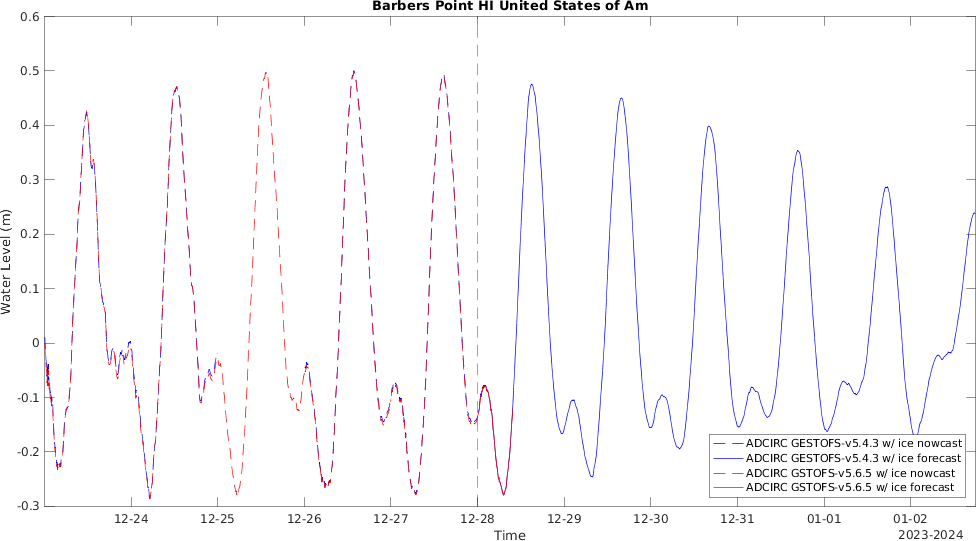 Barbers Point HI United States of Am
Water Level (m)
0.6
0.5
0.4
0.3
0.2
0.1
0
-0.1
-0.2
-0.3
ADCIRC GESTOFS-v5.4.3 w/ ice nowcast
ADCIRC GESTOFS-v5.4.3 w/ ice forecast
ADCIRC GSTOFS-v5.6.5 w/ ice nowcast
ADCIRC GSTOFS-v5.6.5 w/ ice forecast
12-24 12-25 12-26 12-27 12-28 12-29 12-30 12-31 01-01 01-02
Time
2023-2024